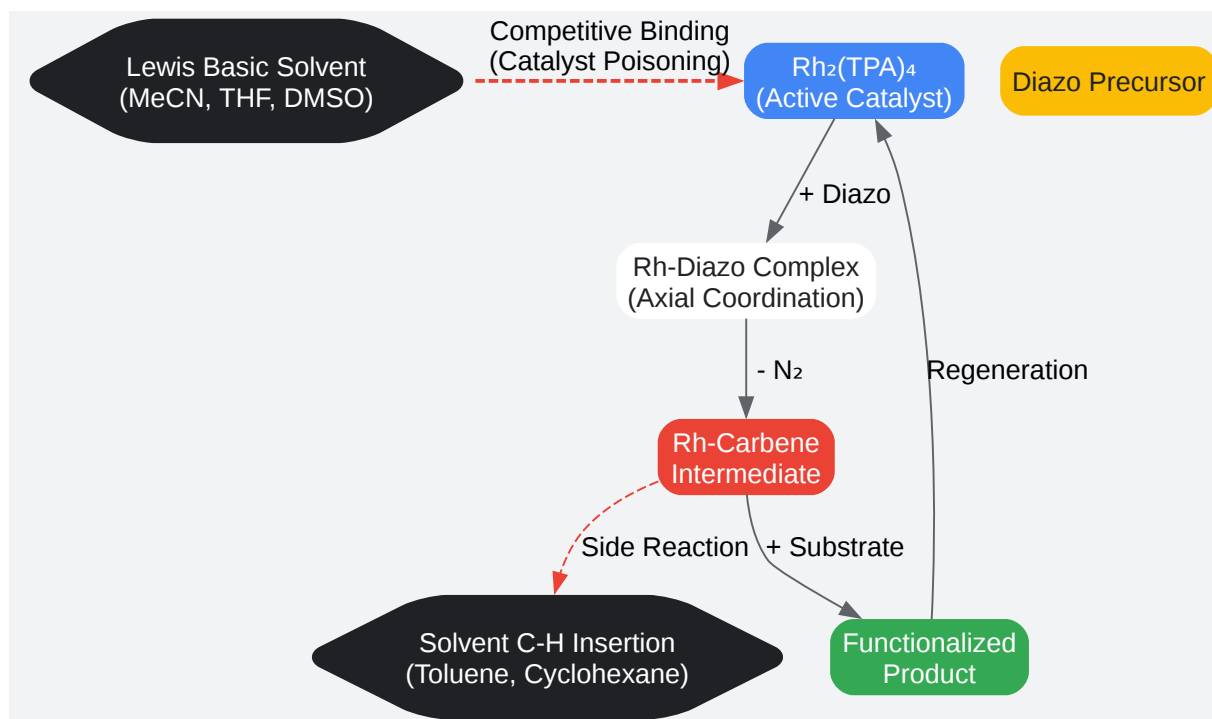 Competitive Binding
(Catalyst Poisoning)
Lewis Basic Solvent
(MeCN, THF, DMSO)
Rh₂(TPA)₄
(Active Catalyst)
Diazo Precursor
+ Diazo
Rh-Diazo Complex
(Axial Coordination)
- N₂
Regeneration
Rh-Carbene
Intermediate
Side Reaction
+ Substrate
Solvent C-H Insertion
(Toluene, Cyclohexane)
Functionalized
Product